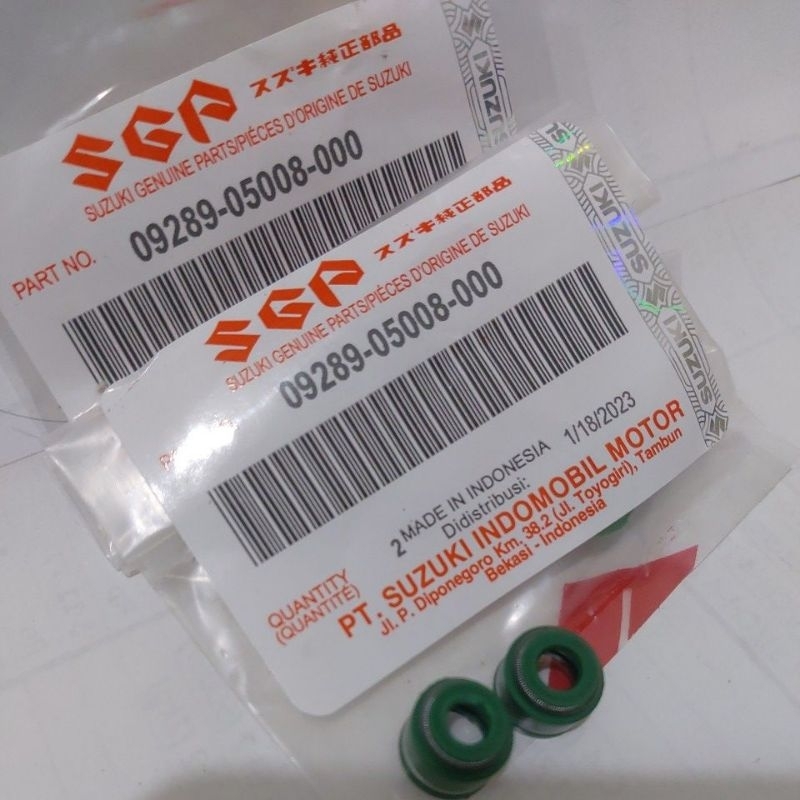 SGP スズキ純正部品
SUZUKI GENUINE PARTS/PIÈCES D'ORIGINE DE SUZUKI
PART NO. 09289-05008-000
SUZUKI
SGP スズキ純正部品
SUZUKI GENUINE PARTS/PIÈCES D'ORIGINE DE SUZUKI
09289-05008-000
QUANTITY
(QUANTITÉ)
2 MADE IN INDONESIA 1/18/2023
Didistribusi:
PT. SUZUKI INDOMOBIL MOTOR
Jl. P. Diponegoro Km. 38.2 (Jl. Toyogiri), Tambun
Bekasi - Indonesia
SUZUKI
SUZUKI